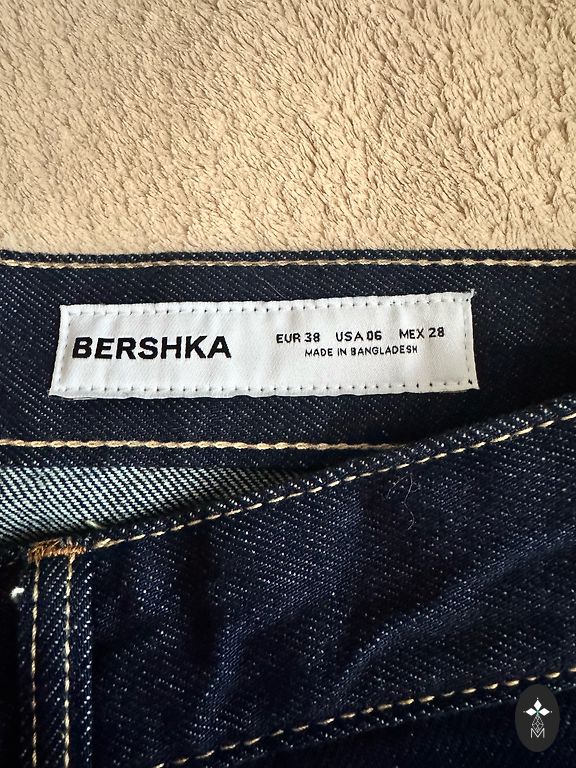 BERSHKA
EUR 38 USA 06 MEX 28
MADE IN BANGLADESH